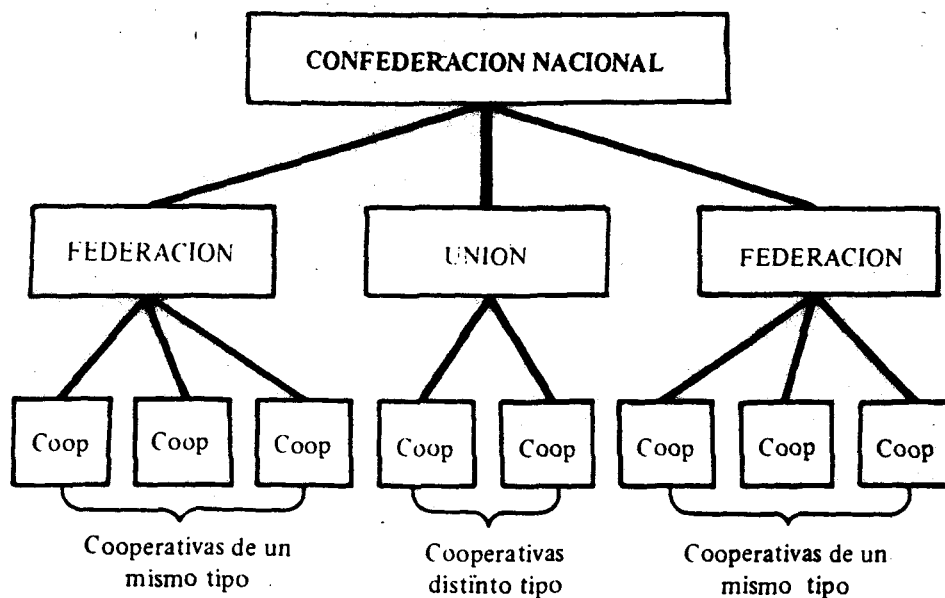 CONFEDERACION NACIONAL
FEDERACION
UNION
FEDERACION
Coop
Coop
Coop
Coop
Coop
Coop
Coop
Coop
Cooperativas de un
mismo tipo
Cooperativas
distinto tipo
Cooperativas de un
mismo tipo